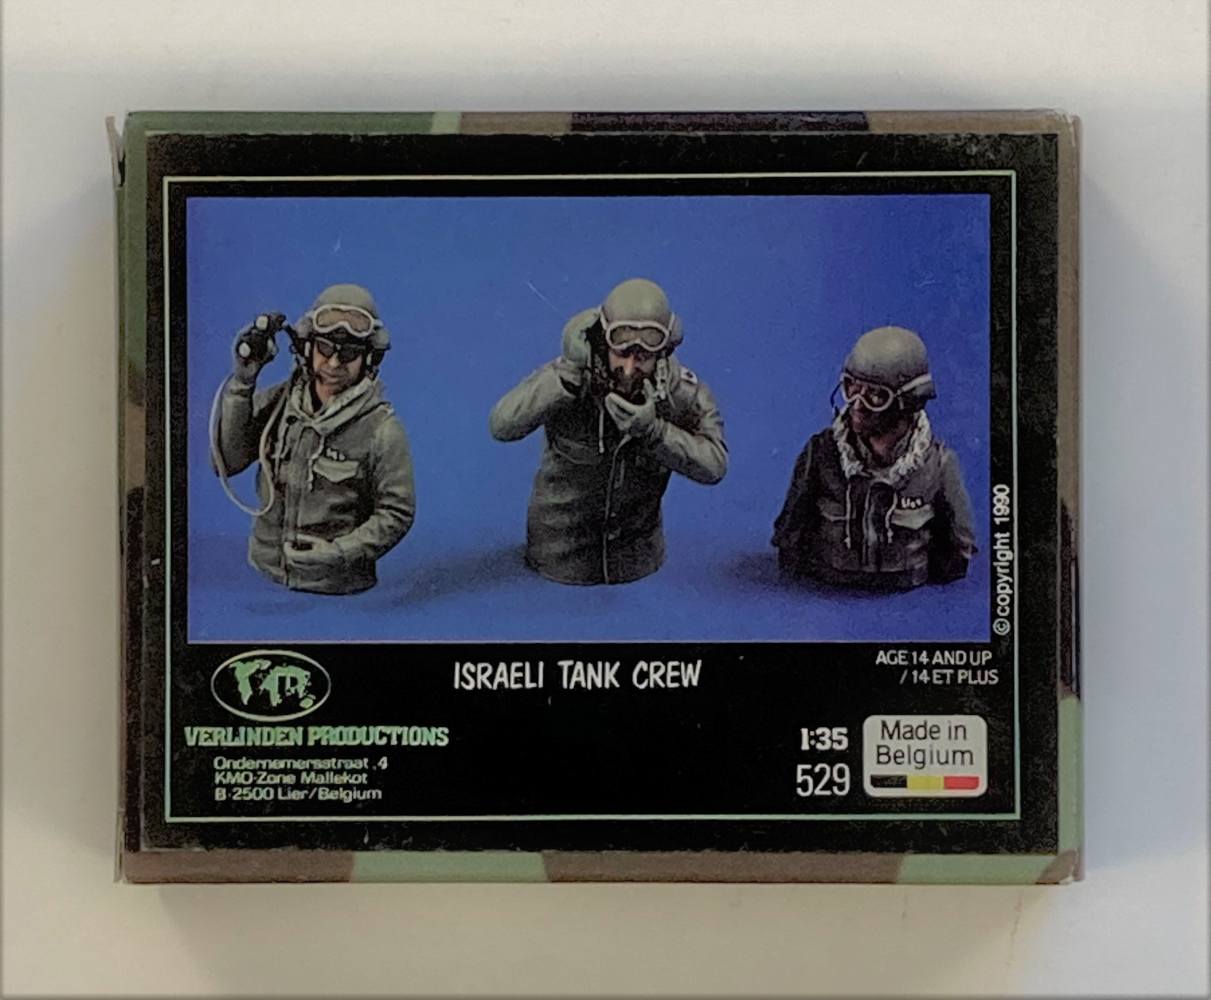 ©copyright 1990
VP.
ISRAELI TANK CREW
AGE 14 AND UP
/ 14 ET PLUS
VERLINDEN PRODUCTIONS
Ondernemersstraat 4
KMO-Zone Mallekot
B-2500 Lier/Belgium
1:35
529
Made in
Belgium